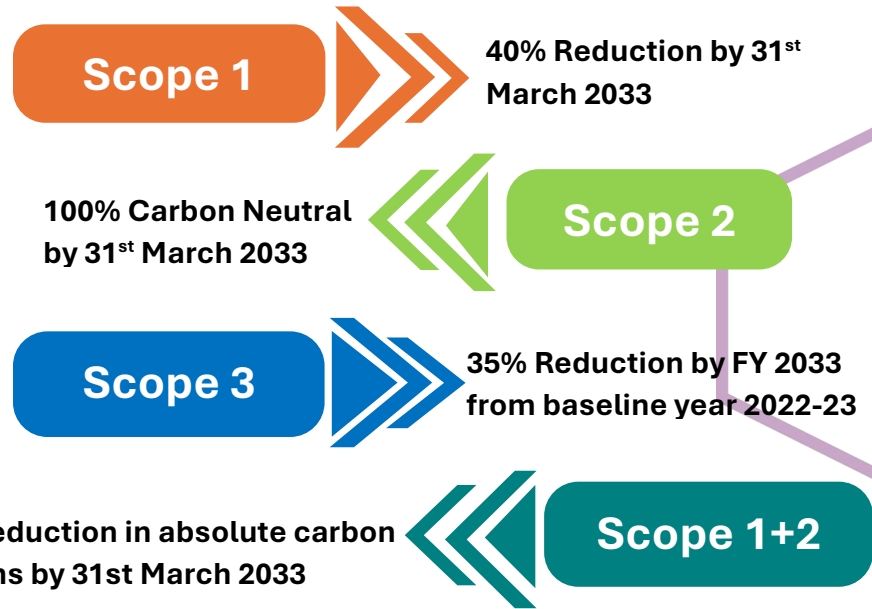 Scope 1
40% Reduction by 31st
March 2033
100% Carbon Neutral
by 31st March 2033
Scope 2
Scope 3
35% Reduction by FY 2033
from baseline year 2022-23
in absolute carbon
by 31st March 2033
Scope 1+2